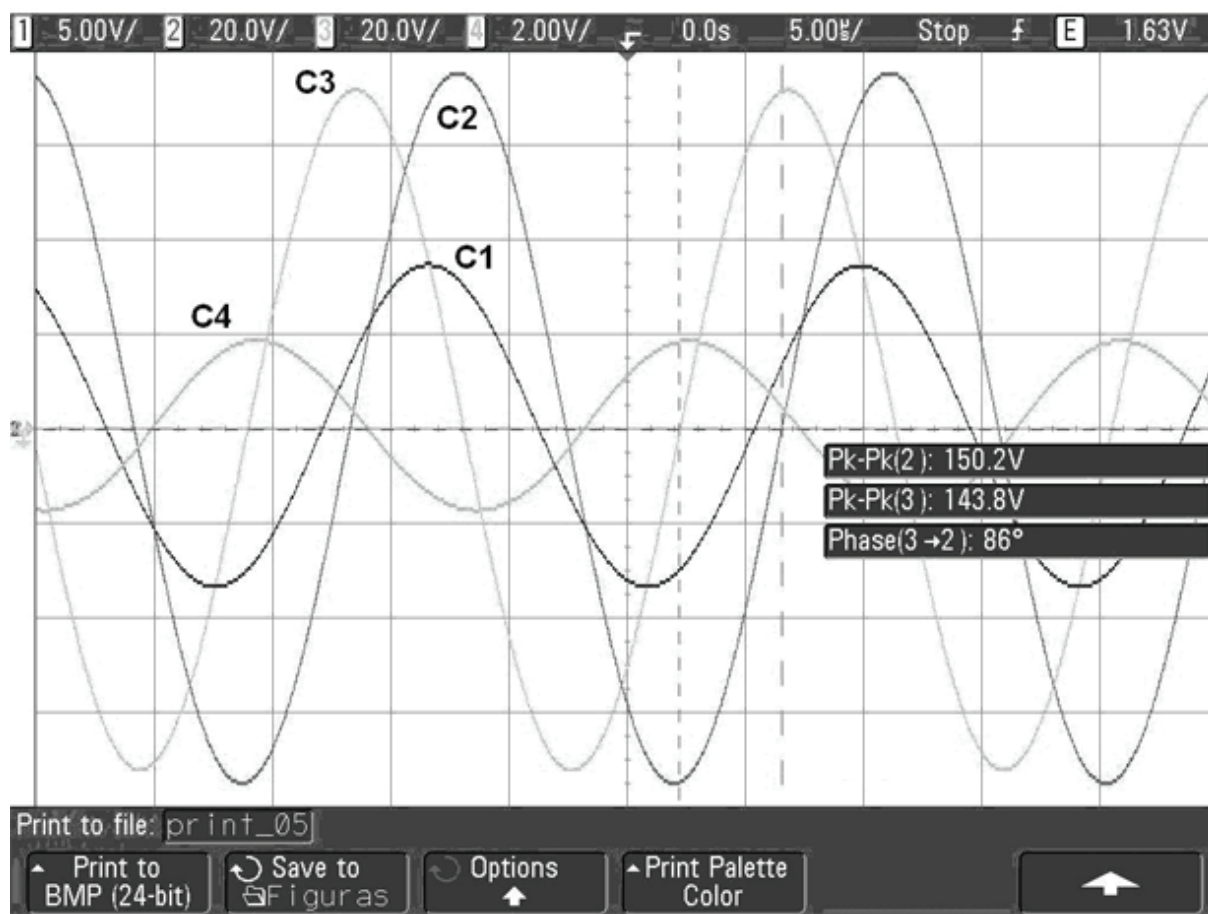 1 5.00V/ 2 20.0V/ 3 20.0V/ 4 2.00V/ 0.0s 5.00µs/ Stop E 1.63V
C3
C2
C1
C4
Pk-Pk(2): 150.2V
Pk-Pk(3): 143.8V
Phase(3→2): 86°
Print to file: print_05
Print to BMP (24-bit)
Save to Figuras
Options
Print Palette Color